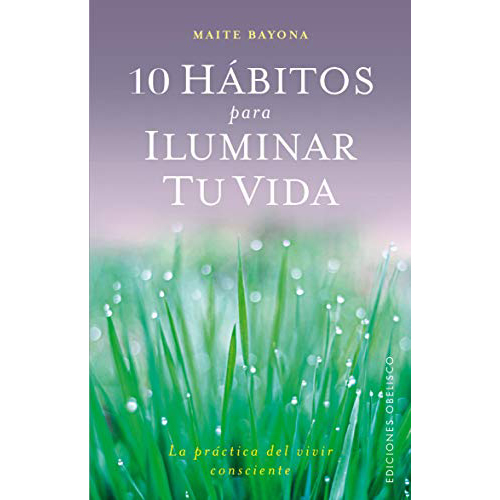 MAITE BAYONA
10 HÁBITOS
para
ILUMINAR
TU VIDA
La práctica del vivir
consciente
EDICIONES OBELISCO